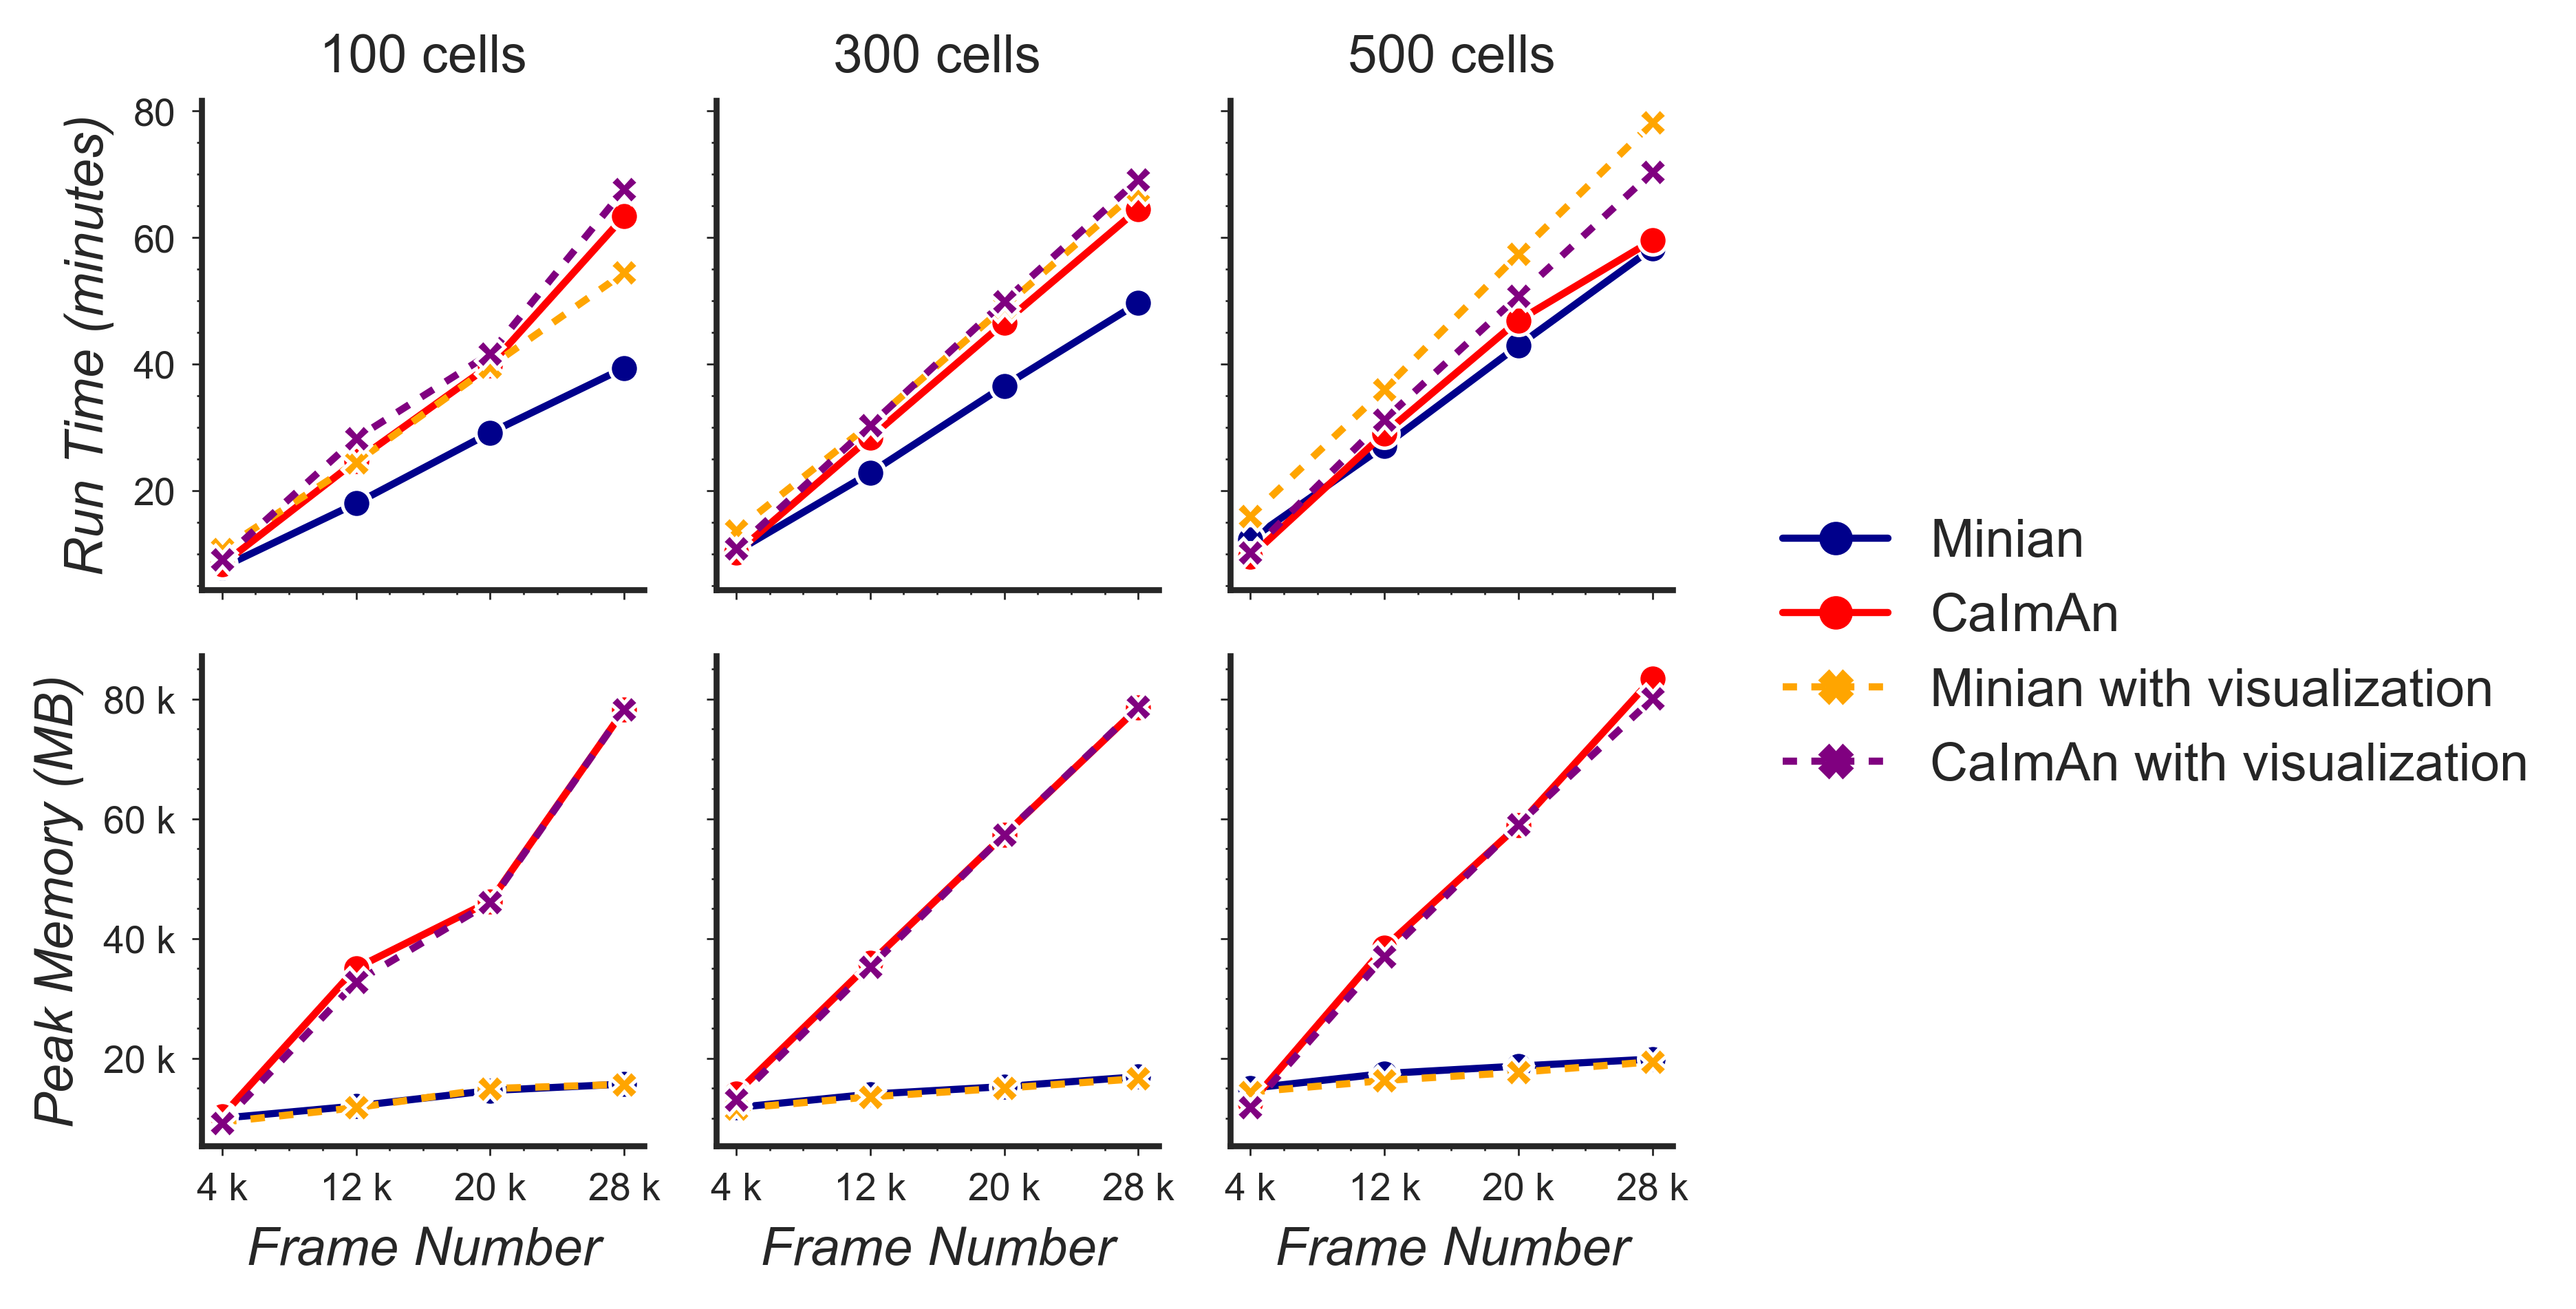 100 cells
300 cells
500 cells
Run Time (minutes)
80
60
40
20
Peak Memory (MB)
80 k
60 k
40 k
20 k
4 k 12 k 20 k 28 k
4 k 12 k 20 k 28 k
4 k 12 k 20 k 28 k
Frame Number
Frame Number
Frame Number
Minian
CaImAn
Minian with visualization
CaImAn with visualization